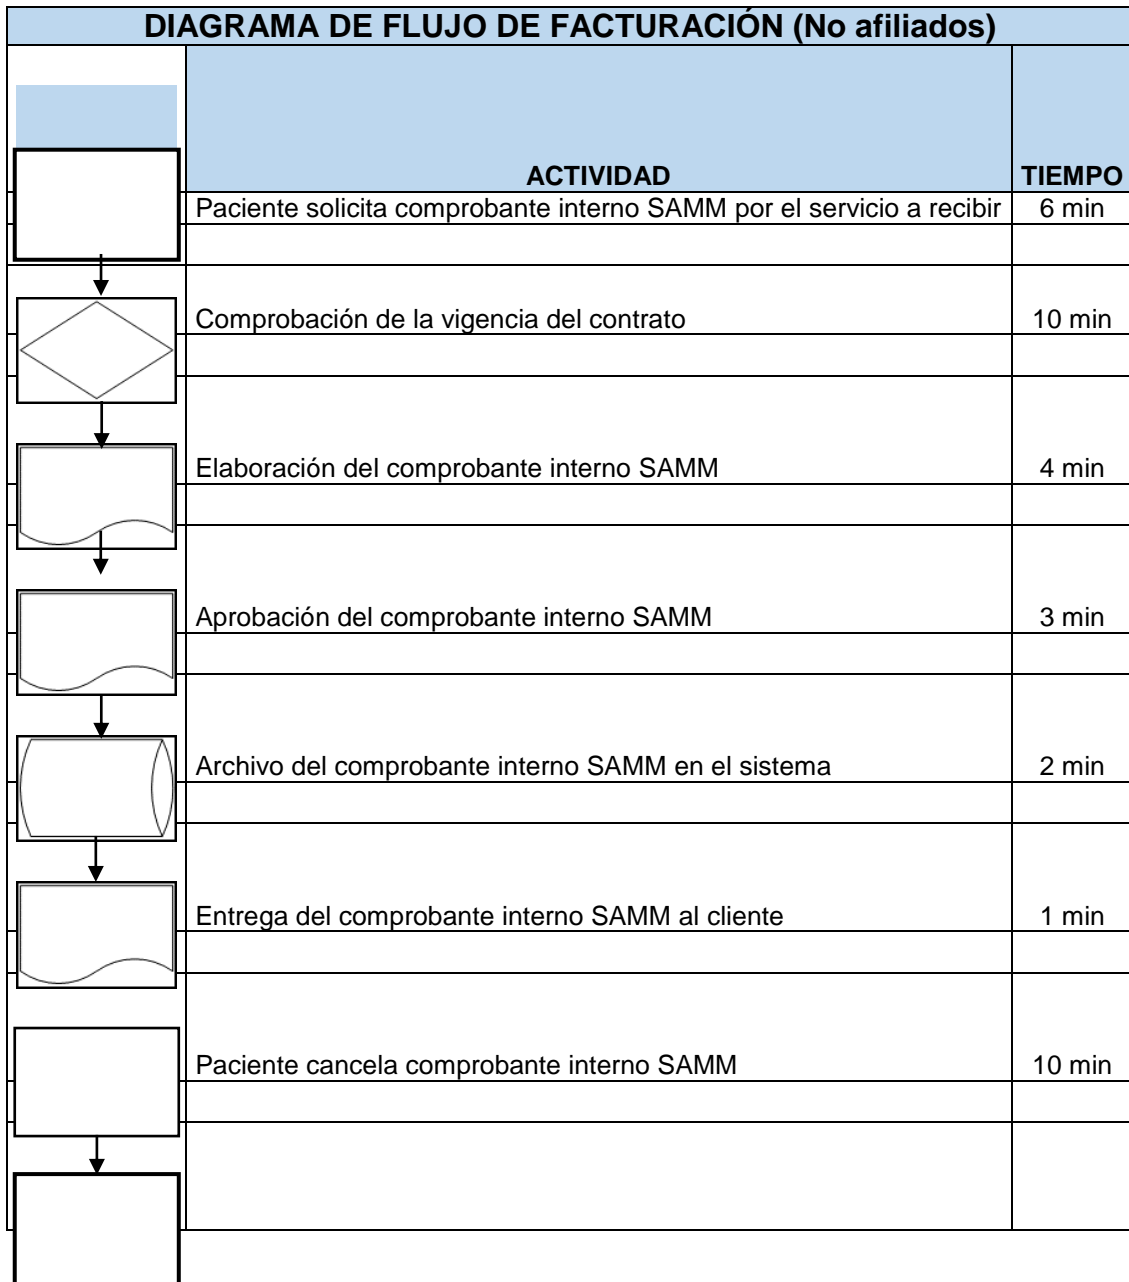 DIAGRAMA DE FLUJO DE FACTURACIÓN (No afiliados)
ACTIVIDAD TIEMPO
Paciente solicita comprobante interno SAMM por el servicio a recibir 6 min
Comprobación de la vigencia del contrato 10 min
Elaboración del comprobante interno SAMM 4 min
Aprobación del comprobante interno SAMM 3 min
Archivo del comprobante interno SAMM en el sistema 2 min
Entrega del comprobante interno SAMM al cliente 1 min
Paciente cancela comprobante interno SAMM 10 min